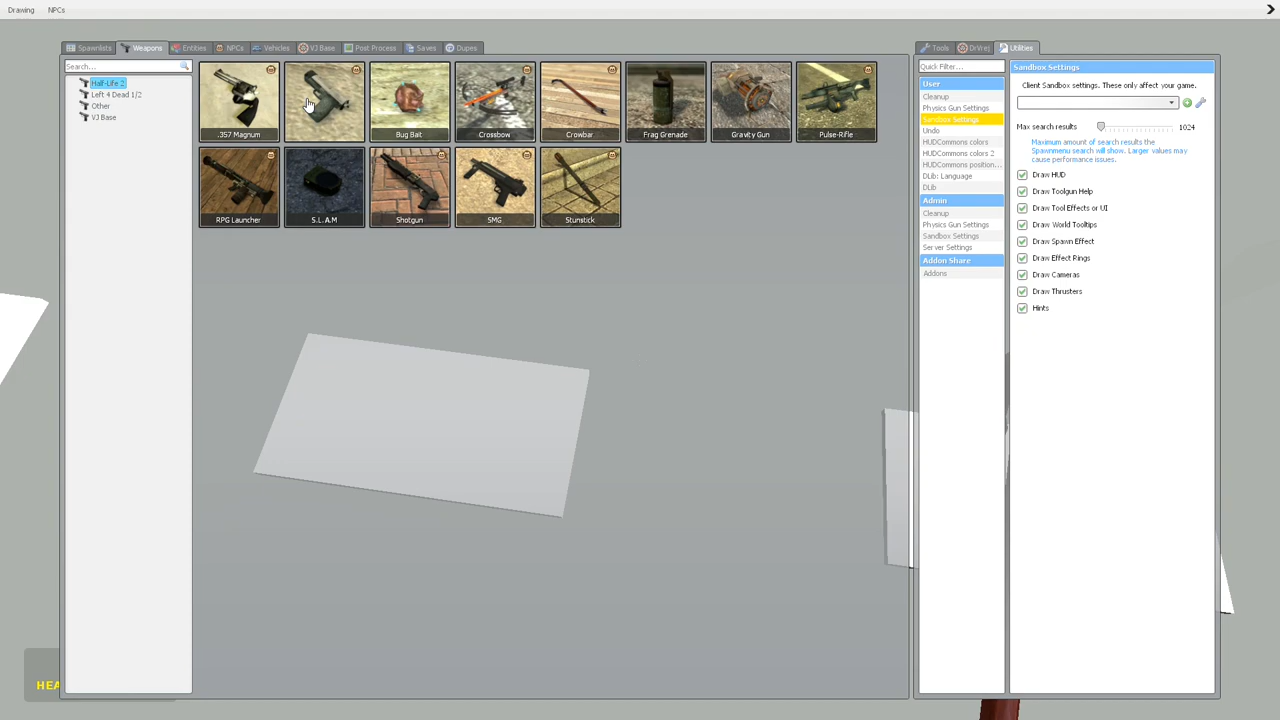 Drawing NPCs
Spawnlists Weapons Entities NPCs Vehicles VJ Base Post Process Saves Dupes
Search...
Half-Life 2
Left 4 Dead 1/2
Other
VJ Base
.357 Magnum
Bug Bait
Crossbow
Crowbar
Frag Grenade
Gravity Gun
Pulse-Rifle
RPG Launcher
S.L.A.M
Shotgun
SMG
Stunstick
HEA
Tools DrVrej Utilities
Quick Filter...
User
Cleanup
Physics Gun Settings
Sandbox Settings
Undo
HUDCommons colors
HUDCommons colors 2
HUDCommons position...
DLib: Language
DLib
Admin
Cleanup
Physics Gun Settings
Sandbox Settings
Server Settings
Addon Share
Addons
Sandbox Settings
Client Sandbox settings. These only affect your game.
Max search results 1024
Maximum amount of search results the
Spawnmenu search will show. Larger values may
cause performance issues.
Draw HUD
Draw Toolgun Help
Draw Tool Effects or UI
Draw World Tooltips
Draw Spawn Effect
Draw Effect Rings
Draw Cameras
Draw Thrusters
Hints